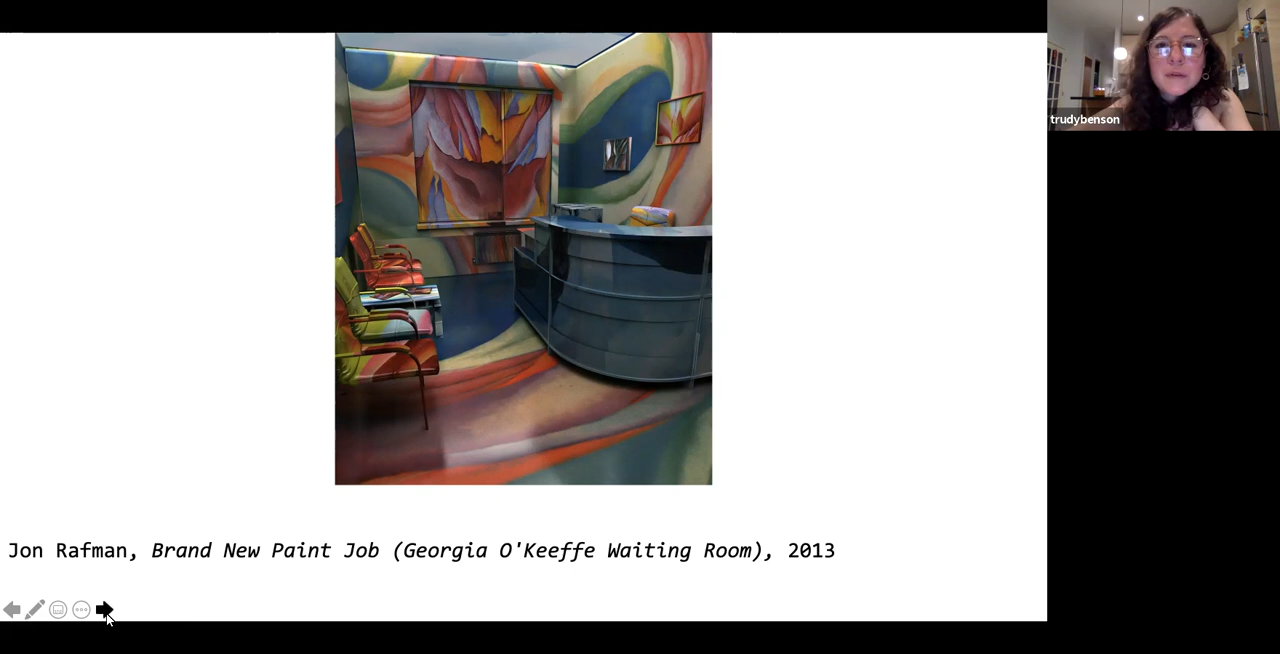 trudybenson
Jon Rafman, Brand New Paint Job (Georgia O'Keeffe Waiting Room), 2013